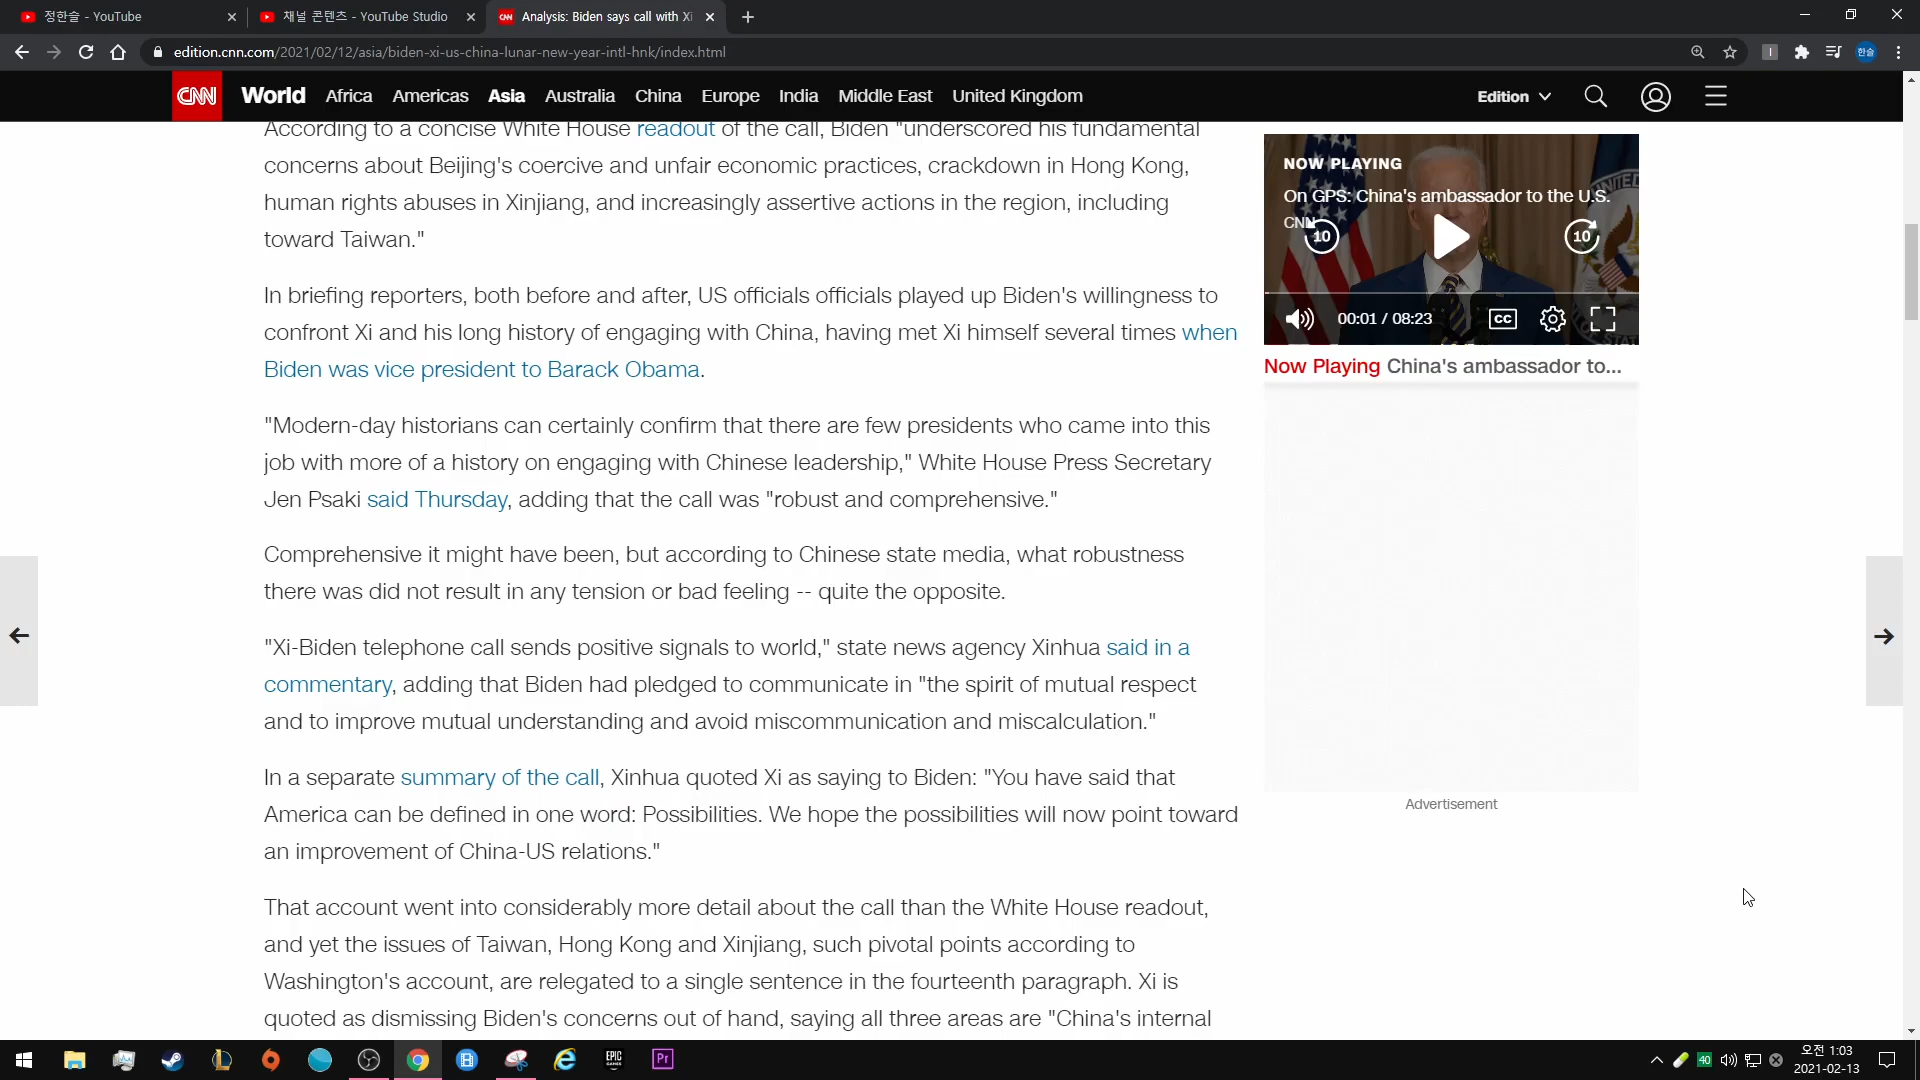 정한슬 - YouTube
채널 콘텐츠 - YouTube Studio
CNN Analysis: Biden says call with Xi
edition.cnn.com/2021/02/12/asia/biden-xi-us-china-lunar-new-year-intl-hnk/index.html
한슬
CNN World Africa Americas Asia Australia China Europe India Middle East United Kingdom Edition
According to a concise White House readout of the call, Biden "underscored his fundamental
concerns about Beijing's coercive and unfair economic practices, crackdown in Hong Kong,
human rights abuses in Xinjiang, and increasingly assertive actions in the region, including
toward Taiwan."
In briefing reporters, both before and after, US officials officials played up Biden's willingness to
confront Xi and his long history of engaging with China, having met Xi himself several times when
Biden was vice president to Barack Obama.
"Modern-day historians can certainly confirm that there are few presidents who came into this
job with more of a history on engaging with Chinese leadership," White House Press Secretary
Jen Psaki said Thursday, adding that the call was "robust and comprehensive."
Comprehensive it might have been, but according to Chinese state media, what robustness
there was did not result in any tension or bad feeling -- quite the opposite.
"Xi-Biden telephone call sends positive signals to world," state news agency Xinhua said in a
commentary, adding that Biden had pledged to communicate in "the spirit of mutual respect
and to improve mutual understanding and avoid miscommunication and miscalculation."
In a separate summary of the call, Xinhua quoted Xi as saying to Biden: "You have said that
America can be defined in one word: Possibilities. We hope the possibilities will now point toward
an improvement of China-US relations."
That account went into considerably more detail about the call than the White House readout,
and yet the issues of Taiwan, Hong Kong and Xinjiang, such pivotal points according to
Washington's account, are relegated to a single sentence in the fourteenth paragraph. Xi is
quoted as dismissing Biden's concerns out of hand, saying all three areas are "China's internal
NOW PLAYING
On GPS: China's ambassador to the U.S.
CNN
10 10
00:01 / 08:23 CC
Now Playing China's ambassador to...
Advertisement
EPIC GAMES
Pr
40
오전 1:03
2021-02-13